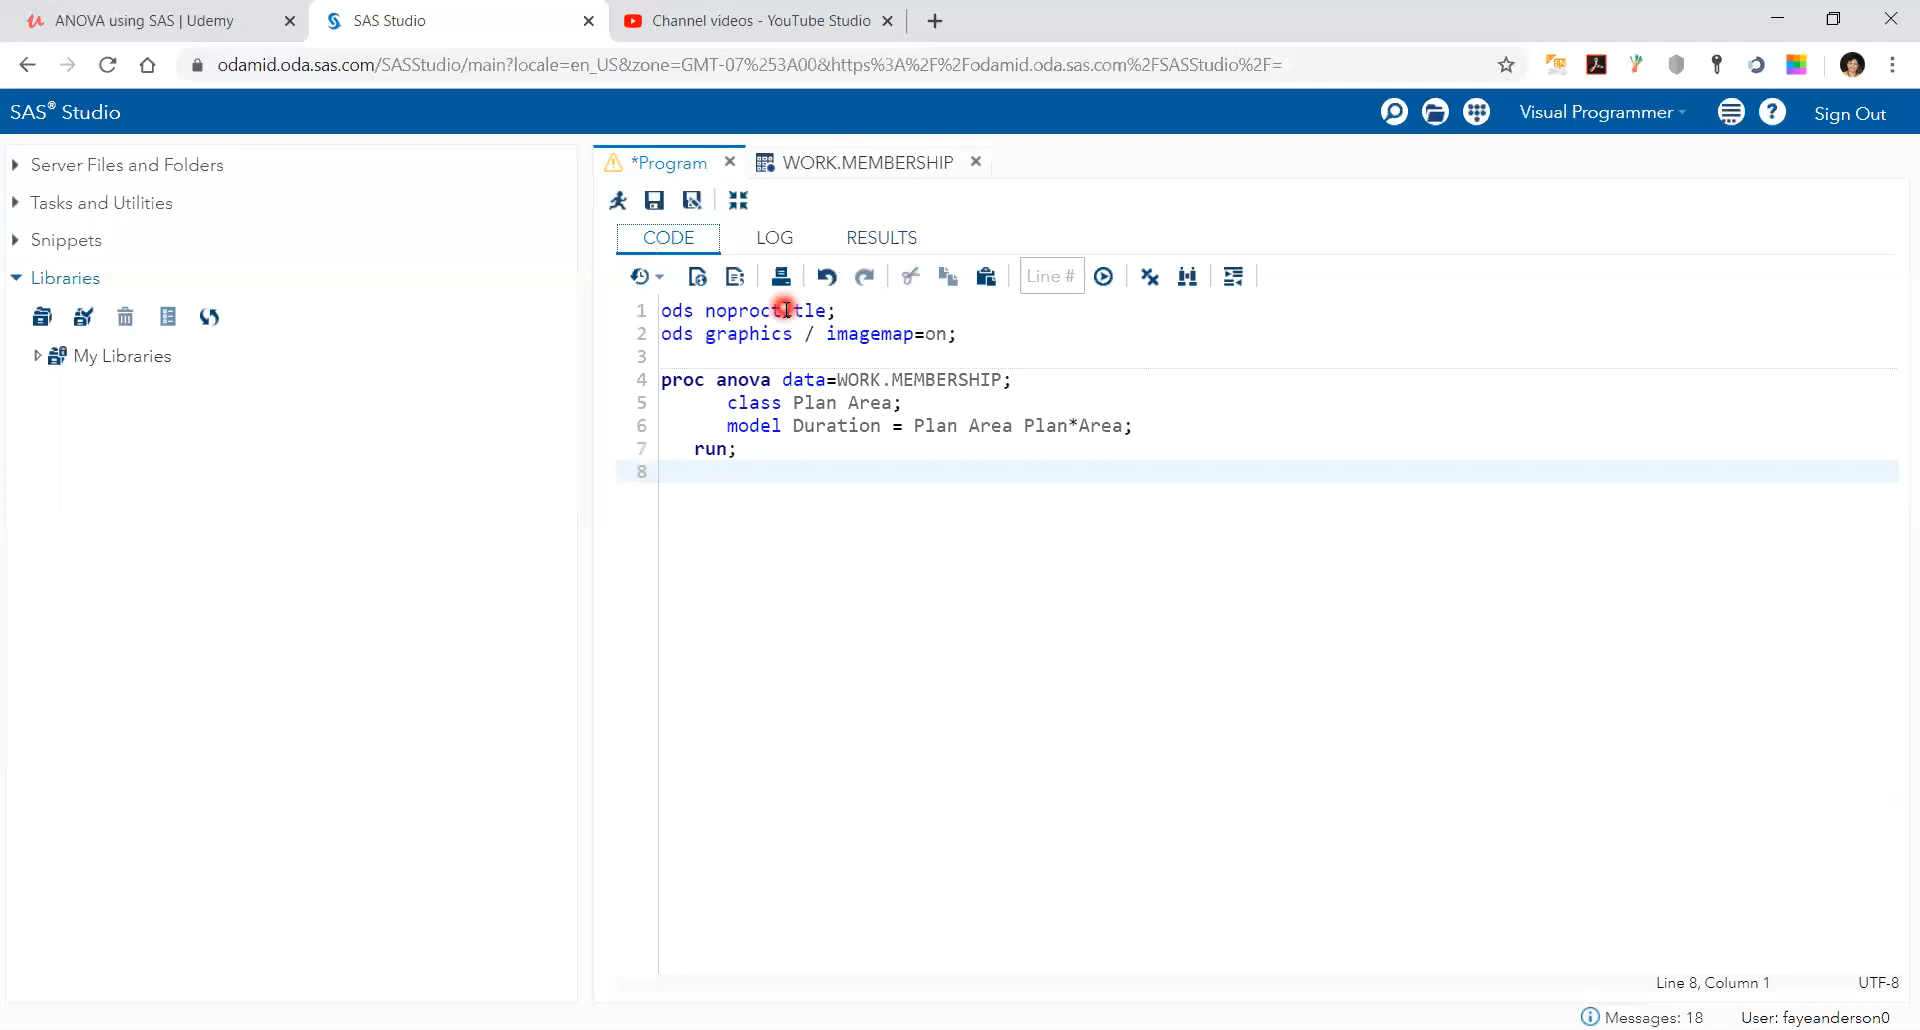 ANOVA using SAS | Udemy
SAS Studio
Channel videos - YouTube Studio
odamid.oda.sas.com/SASStudio/main?locale=en_US&zone=GMT-07%253A00&https%3A%2F%2Fodamid.oda.sas.com%2FSASStudio%2F=
SAS® Studio
Visual Programmer
Sign Out
Server Files and Folders
Tasks and Utilities
Snippets
Libraries
My Libraries
*Program
WORK.MEMBERSHIP
CODE
LOG
RESULTS
Line #
1 ods noproctitle;
2 ods graphics / imagemap=on;
3
4 proc anova data=WORK.MEMBERSHIP;
5 class Plan Area;
6 model Duration = Plan Area Plan*Area;
7 run;
8
Line 8, Column 1
UTF-8
Messages: 18
User: fayeanderson0